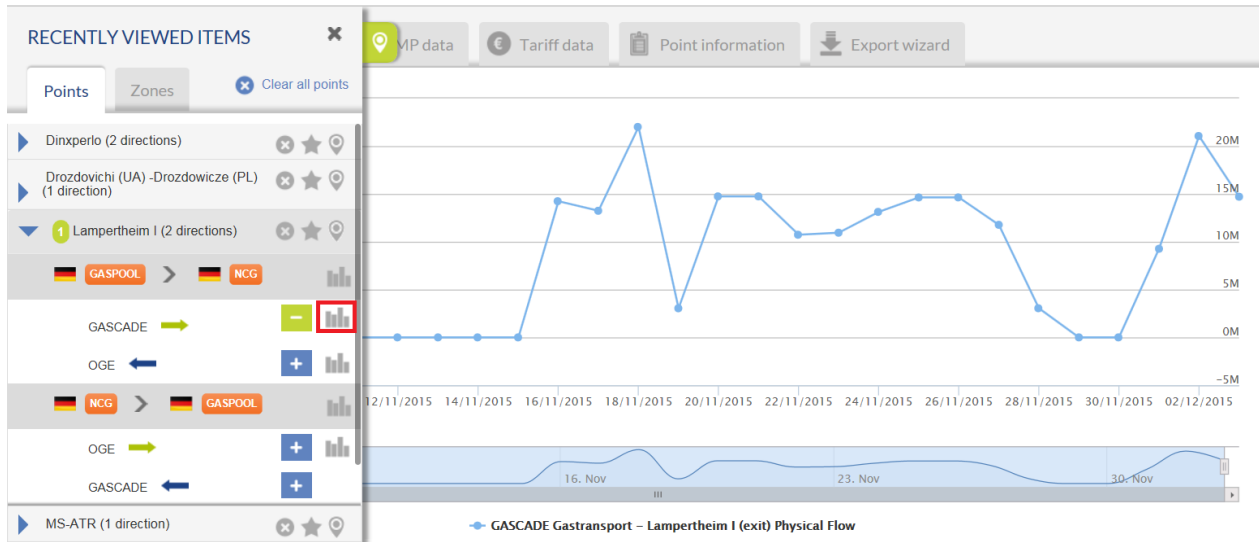 RECENTLY VIEWED ITEMS
Points
Zones
Clear all points
Dinxperlo (2 directions)
Drozdovichi (UA) -Drozdowicze (PL)
(1 direction)
1 Lampertheim I (2 directions)
GASPOOL > NCG
GASCADE
OGE
NCG > GASPOOL
OGE
GASCADE
MS-ATR (1 direction)
MP data
Tariff data
Point information
Export wizard
20M
15M
10M
5M
0M
-5M
12/11/2015 14/11/2015 16/11/2015 18/11/2015 20/11/2015 22/11/2015 24/11/2015 26/11/2015 28/11/2015 30/11/2015 02/12/2015
16. Nov 23. Nov 30. Nov
GASCADE Gastransport – Lampertheim I (exit) Physical Flow